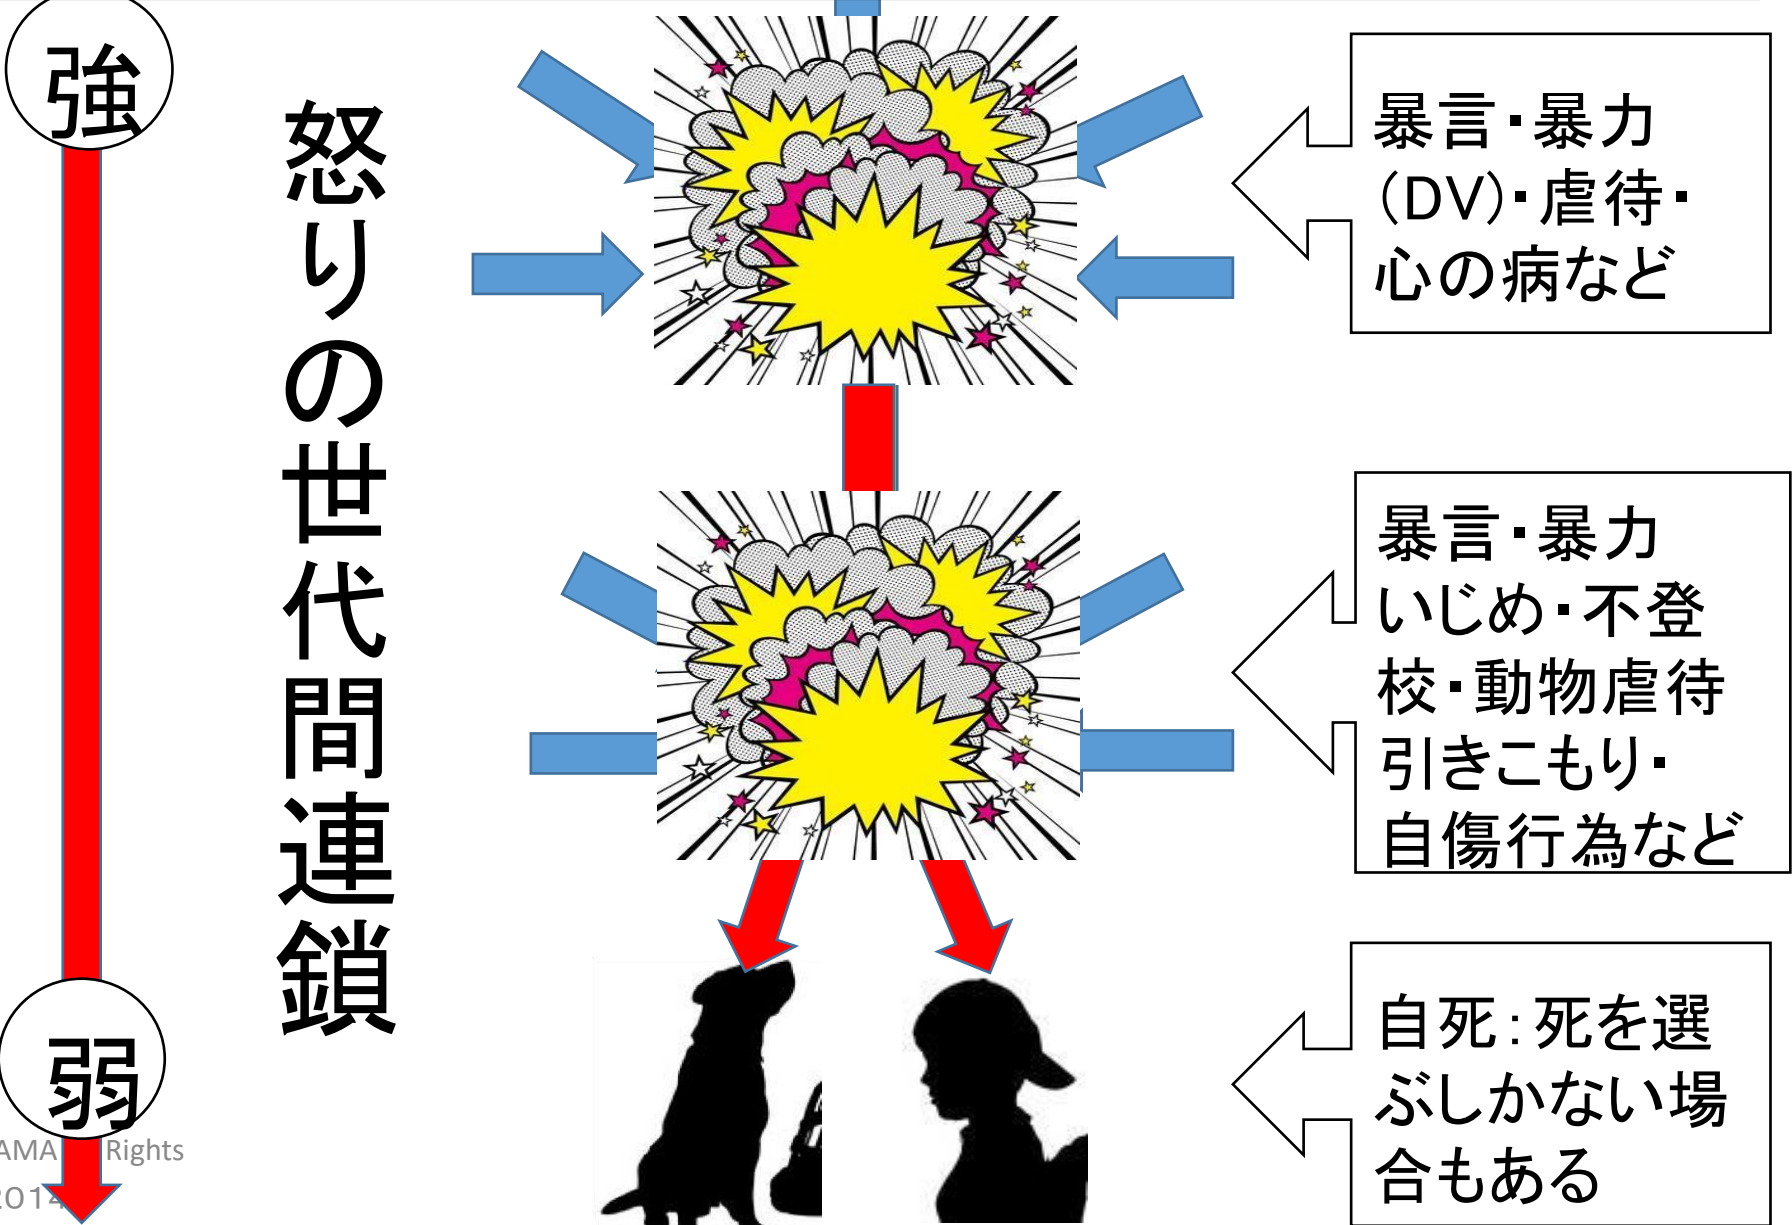 強
怒りの世代間連鎖
暴言・暴力
(DV)・虐待・
心の病など
暴言・暴力
いじめ・不登
校・動物虐待
引きこもり・
自傷行為など
自死:死を選
ぶしかない場
合もある
弱
AMA Rights
2014